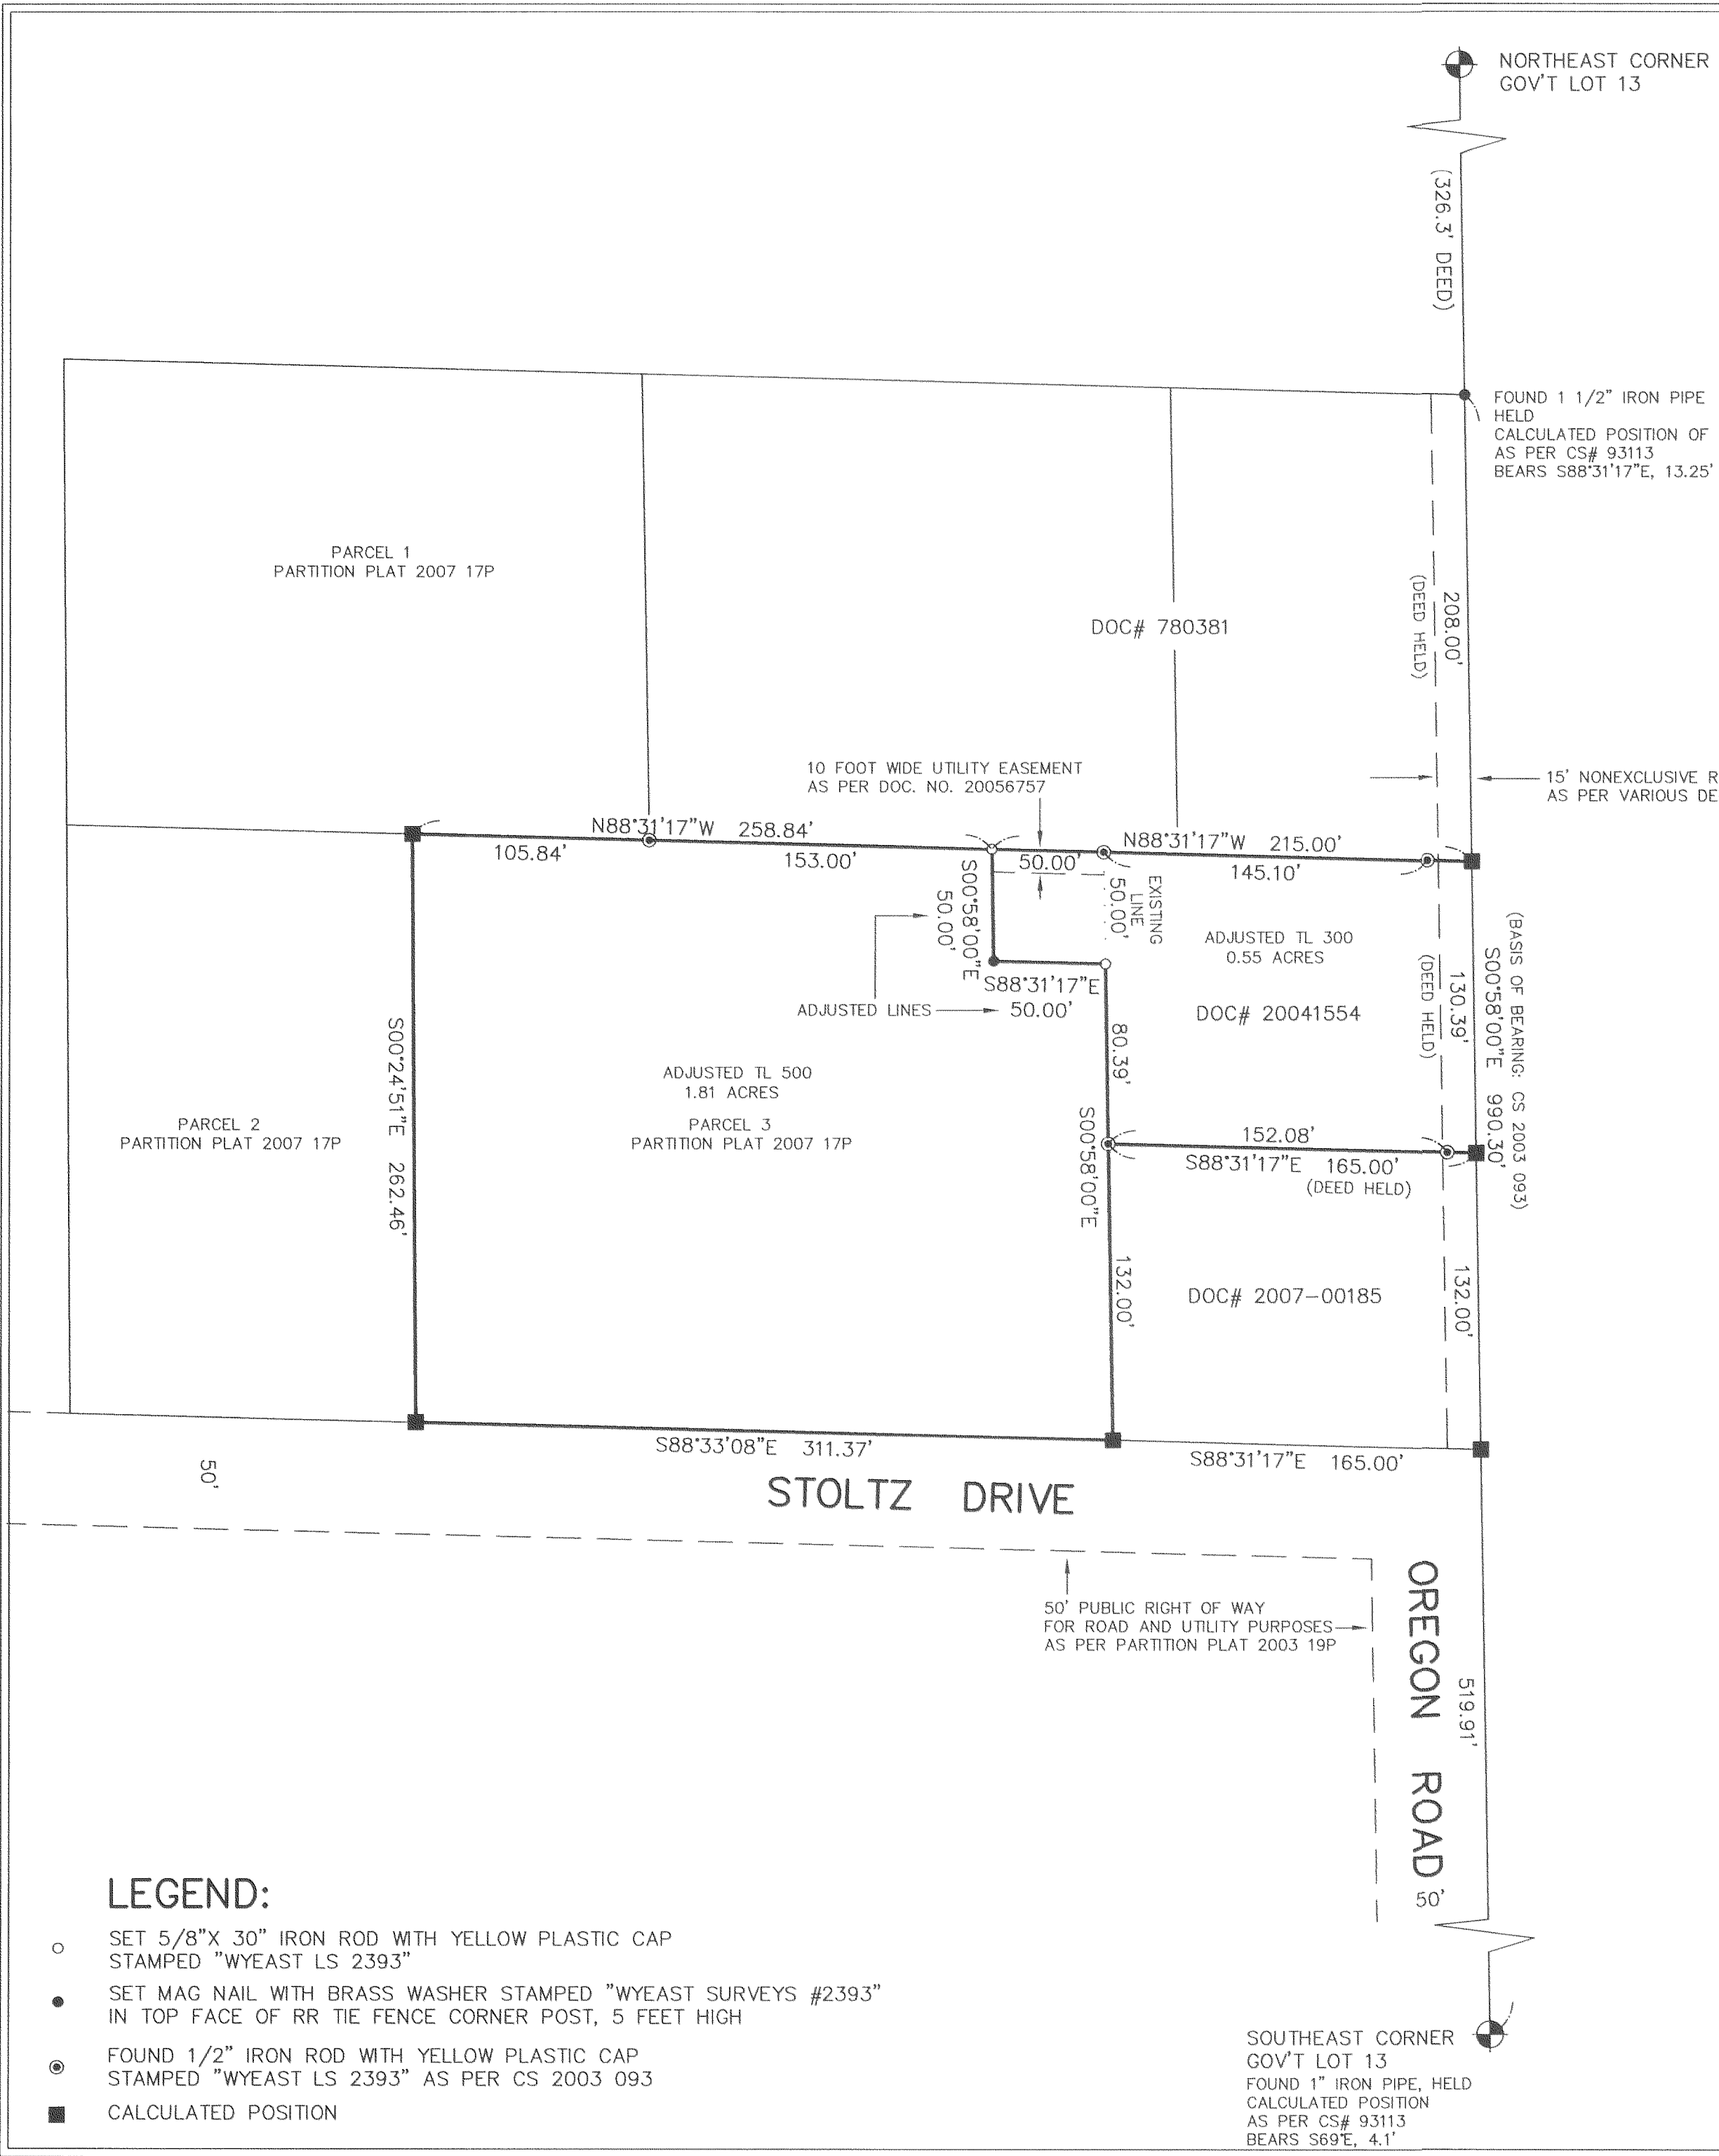 NORTHEAST CORNER
GOV'T LOT 13
(326.3' DEED)
FOUND 1 1/2" IRON PIPE
HELD
CALCULATED POSITION OF
AS PER CS# 93113
BEARS S88°31'17"E, 13.25'
PARCEL 1
PARTITION PLAT 2007 17P
DOC# 780381
208.00'
(DEED HELD)
10 FOOT WIDE UTILITY EASEMENT
AS PER DOC. NO. 20056757
15' NONEXCLUSIVE R
AS PER VARIOUS DE
N88°31'17"W 258.84'
105.84'
153.00'
50.00'
N88°31'17"W 215.00'
145.10'
S00°58'00"E
50.00'
EXISTING
LINE
50.00'
ADJUSTED TL 300
0.55 ACRES
DOC# 20041554
S88°31'17"E
50.00'
ADJUSTED LINES
130.39'
(DEED HELD)
(BASIS OF BEARING: CS 2003 093)
S00°58'00"E 990.30'
80.39'
S00°24'51"E 262.46'
ADJUSTED TL 500
1.81 ACRES
PARCEL 3
PARTITION PLAT 2007 17P
PARCEL 2
PARTITION PLAT 2007 17P
S00°58'00"E
152.08'
S88°31'17"E 165.00'
(DEED HELD)
132.00'
DOC# 2007-00185
132.00'
S88°33'08"E 311.37'
S88°31'17"E 165.00'
50'
STOLTZ DRIVE
50' PUBLIC RIGHT OF WAY
FOR ROAD AND UTILITY PURPOSES
AS PER PARTITION PLAT 2003 19P
OREGON ROAD
50'
519.91'
LEGEND:
SET 5/8"X 30" IRON ROD WITH YELLOW PLASTIC CAP
STAMPED "WYEAST LS 2393"
SET MAG NAIL WITH BRASS WASHER STAMPED "WYEAST SURVEYS #2393"
IN TOP FACE OF RR TIE FENCE CORNER POST, 5 FEET HIGH
FOUND 1/2" IRON ROD WITH YELLOW PLASTIC CAP
STAMPED "WYEAST LS 2393" AS PER CS 2003 093
CALCULATED POSITION
SOUTHEAST CORNER
GOV'T LOT 13
FOUND 1" IRON PIPE, HELD
CALCULATED POSITION
AS PER CS# 93113
BEARS S69°E, 4.1'